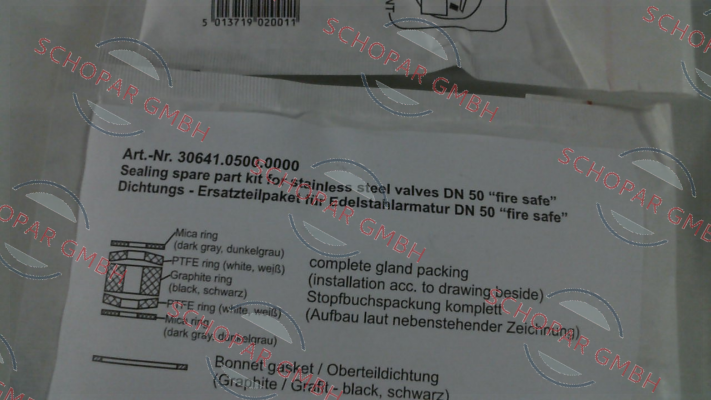 5 013719 020011
Art.-Nr. 30641.0500.0000
Sealing spare part kit for stainless steel valves DN 50 “fire safe”
Dichtungs - Ersatzteilpaket für Edelstahlarmatur DN 50 “fire safe”
Mica ring
(dark gray, dunkelgrau)
PTFE ring (white, weiß)
Graphite ring
(black, schwarz)
PTFE ring (white, weiß)
Mica ring
(dark gray, dunkelgrau)
complete gland packing
(installation acc. to drawing beside)
Stopfbuchspackung komplett
(Aufbau laut nebenstehender Zeichnung)
Bonnet gasket / Oberteildichtung
(Graphite / Grafit - black, schwarz)
SCHOPAR GMBH
SCHOPAR GMBH
SCHOPAR GMBH
SCHOPAR GMBH
SCHOPAR GMBH
SCHOPAR GMBH